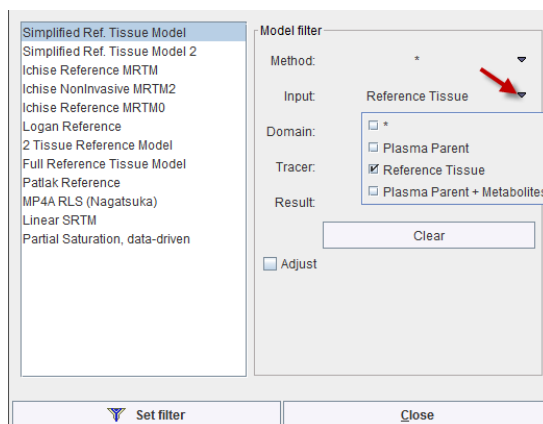 Simplified Ref. Tissue Model
Simplified Ref. Tissue Model 2
Ichise Reference MRTM
Ichise NonInvasive MRTM2
Ichise Reference MRTM0
Logan Reference
2 Tissue Reference Model
Full Reference Tissue Model
Patlak Reference
MP4A RLS (Nagatsuka)
Linear SRTM
Partial Saturation, data-driven
Model filter
Method: *
Input: Reference Tissue
Domain:
Tracer:
Result:
*
Plasma Parent
Reference Tissue
Plasma Parent + Metabolites
Clear
Adjust
Set filter
Close